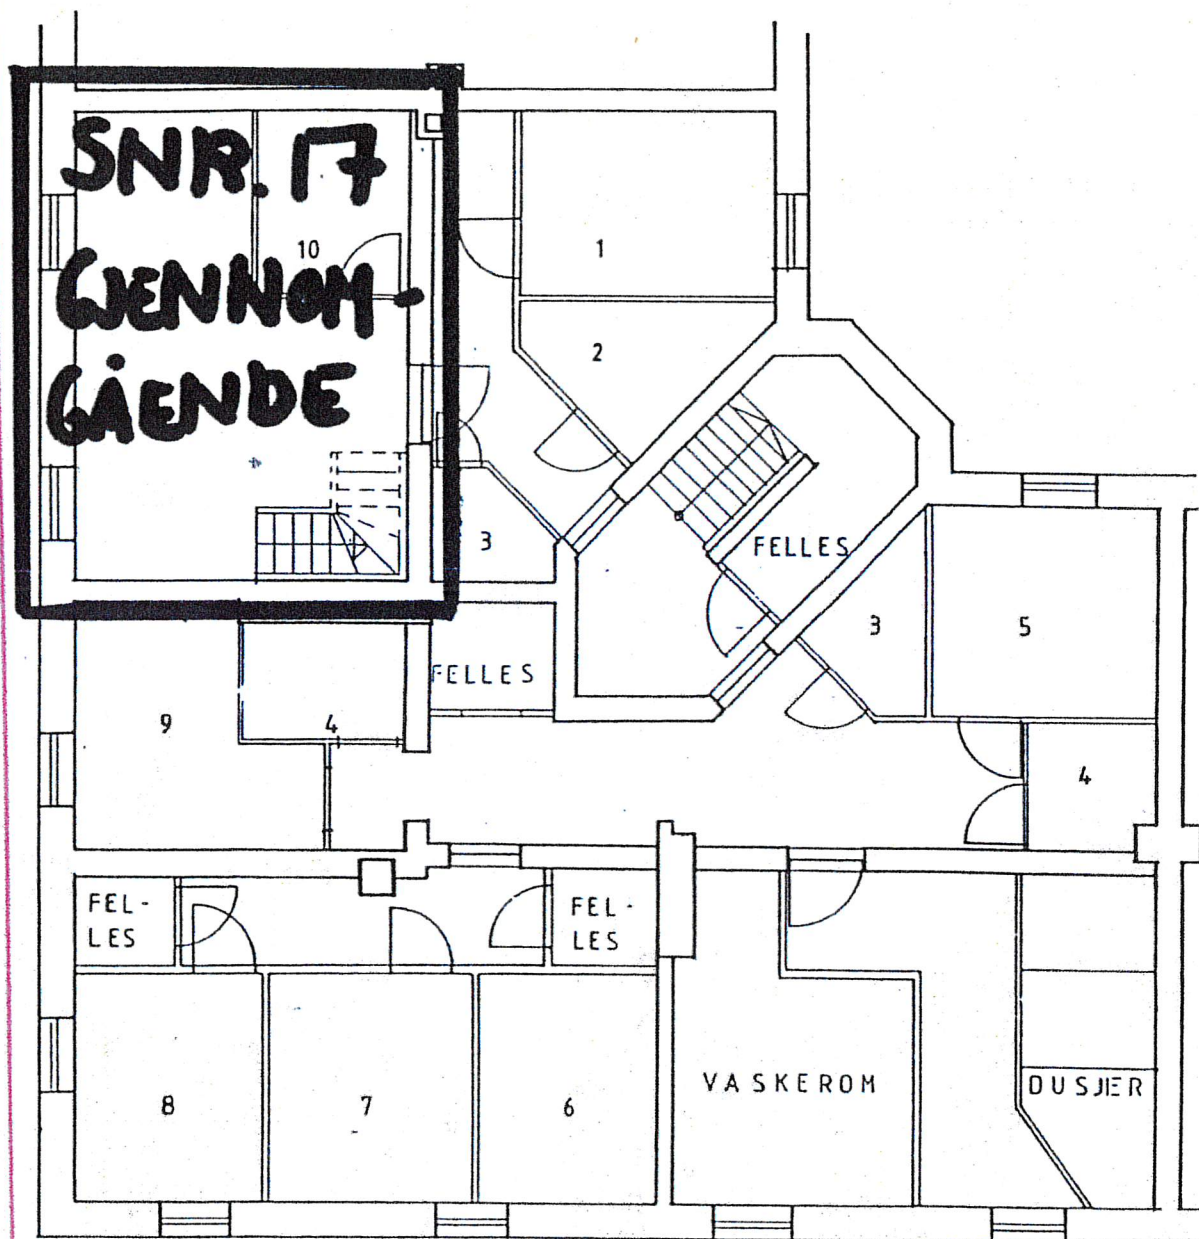 SNR. 17
10
GJENNOM-
GÅENDE
1
2
3
FELLES
3
5
FELLES
9
4
4
FEL-
LES
FEL-
LES
8
7
6
VASKEROM
DUSJER